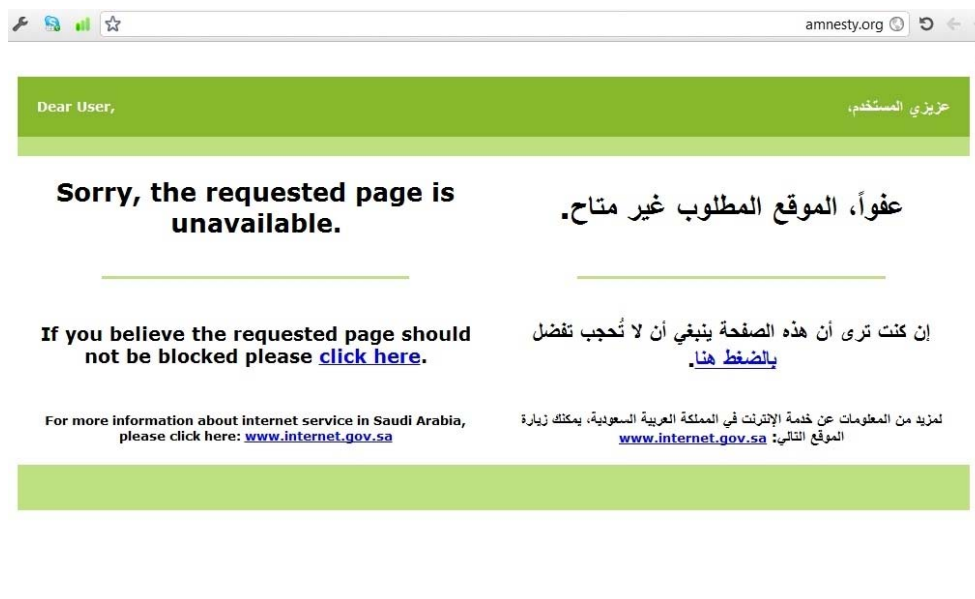 amnesty.org
Dear User,
عزيزي المستخدم،
Sorry, the requested page is
unavailable.
عفواً، الموقع المطلوب غير متاح.
If you believe the requested page should
not be blocked please click here.
إن كنت ترى أن هذه الصفحة ينبغي أن لا تُحجب تفضل
بالضغط هنا.
For more information about internet service in Saudi Arabia,
please click here: www.internet.gov.sa
لمزيد من المعلومات عن خدمة الإنترنت في المملكة العربية السعودية، يمكنك زيارة
الموقع التالي: www.internet.gov.sa